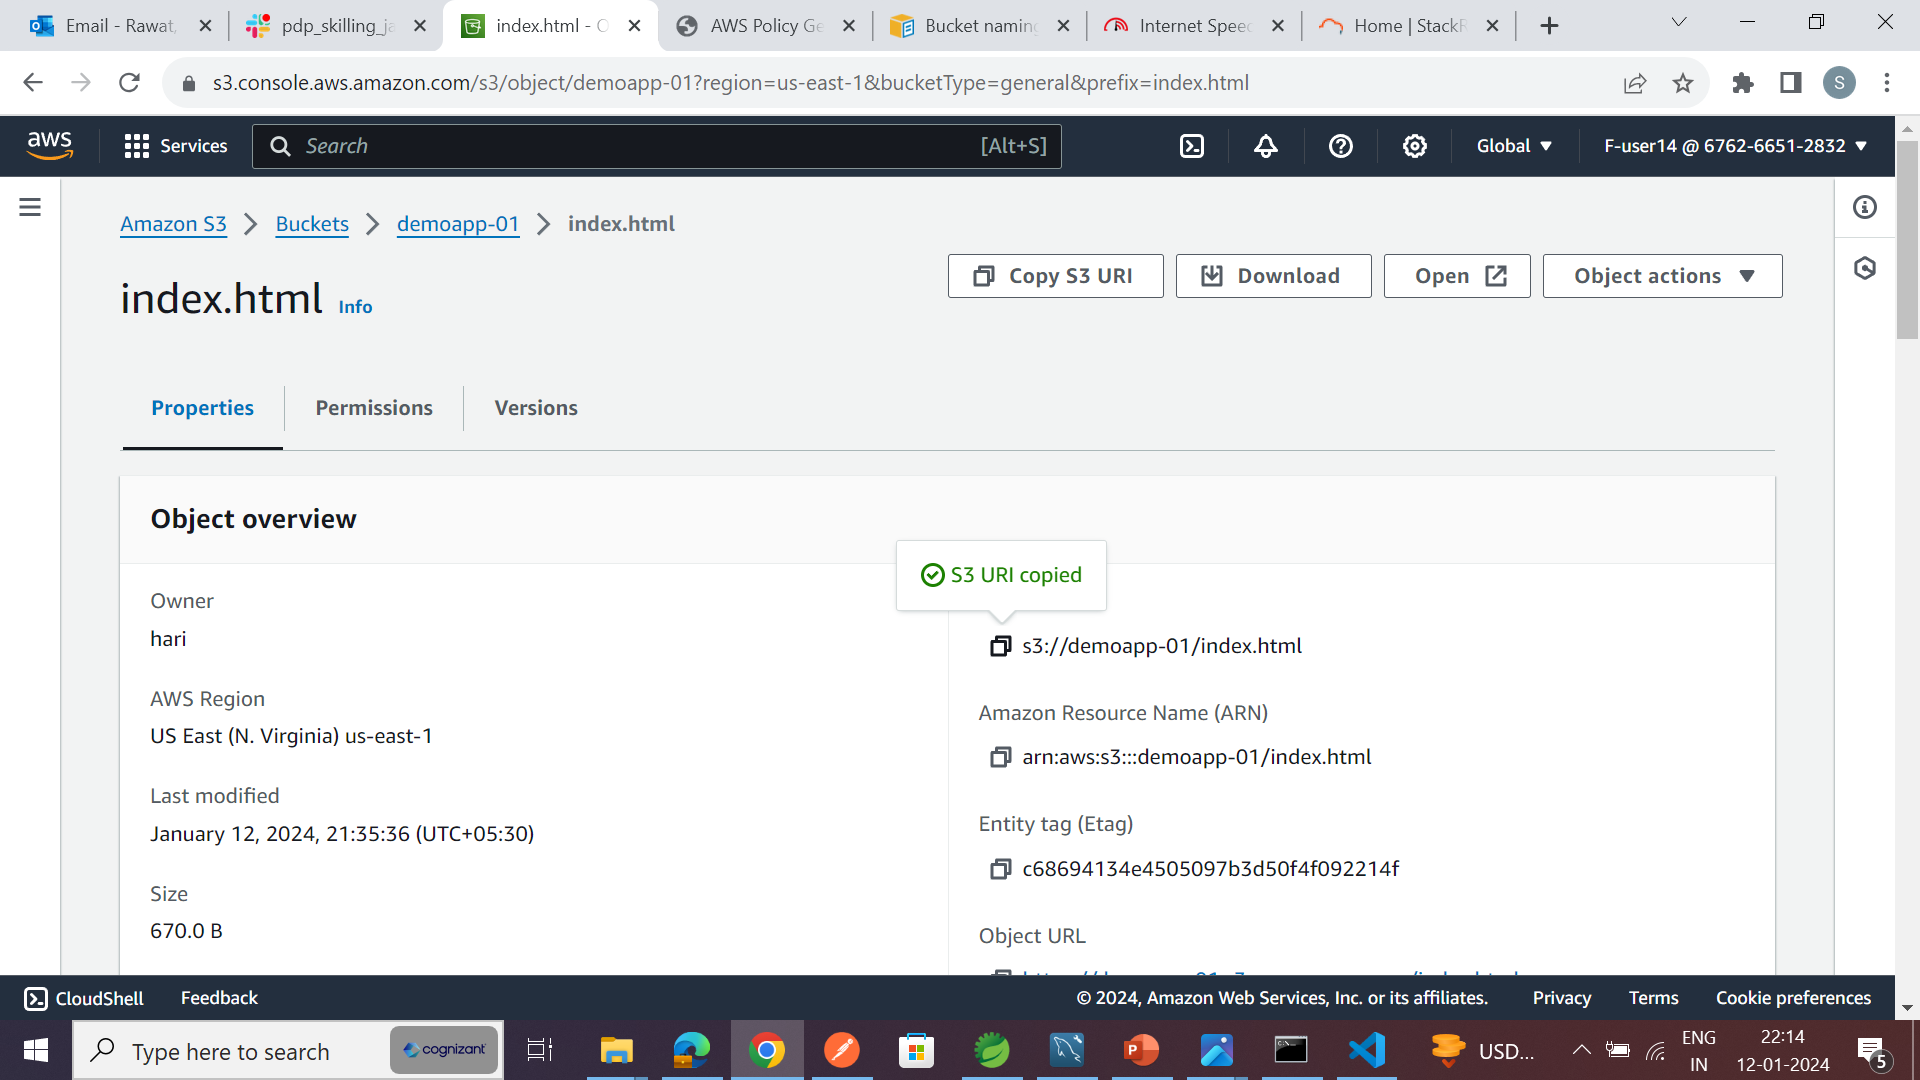 Email - Rawat,
pdp_skilling_ja
index.html - O
AWS Policy Ge
Bucket naming
Internet Speed
Home | StackR
s3.console.aws.amazon.com/s3/object/demoapp-01?region=us-east-1&bucketType=general&prefix=index.html
S
aws
Services
Search
[Alt+S]
Global
F-user14 @ 6762-6651-2832
Amazon S3
Buckets
demoapp-01
index.html
index.html Info
Copy S3 URI
Download
Open
Object actions
Properties
Permissions
Versions
Object overview
Owner
hari
AWS Region
US East (N. Virginia) us-east-1
Last modified
January 12, 2024, 21:35:36 (UTC+05:30)
Size
670.0 B
S3 URI copied
s3://demoapp-01/index.html
Amazon Resource Name (ARN)
arn:aws:s3:::demoapp-01/index.html
Entity tag (Etag)
c68694134e4505097b3d50f4f092214f
Object URL
CloudShell
Feedback
© 2024, Amazon Web Services, Inc. or its affiliates.
Privacy
Terms
Cookie preferences
Type here to search
cognizant
USD...
ENG
IN
22:14
12-01-2024
5